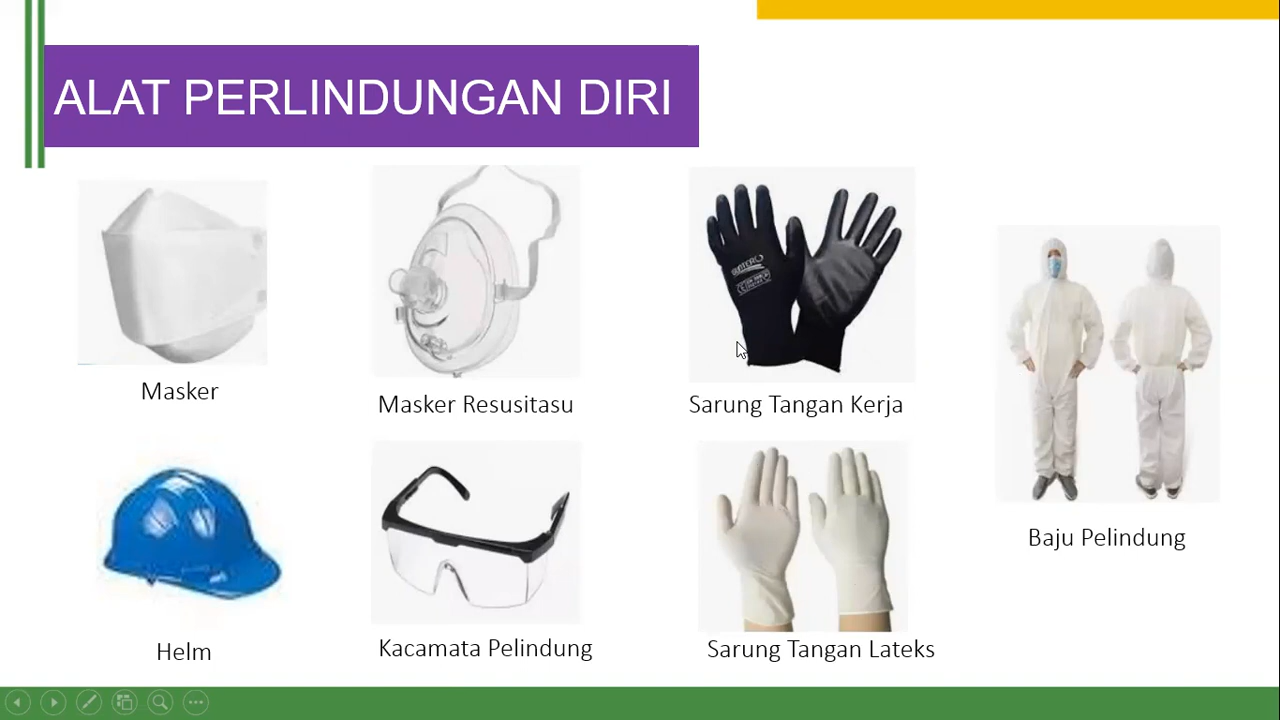 ALAT PERLINDUNGAN DIRI
Masker
Masker Resusitasu
Sarung Tangan Kerja
Baju Pelindung
Helm
Kacamata Pelindung
Sarung Tangan Lateks